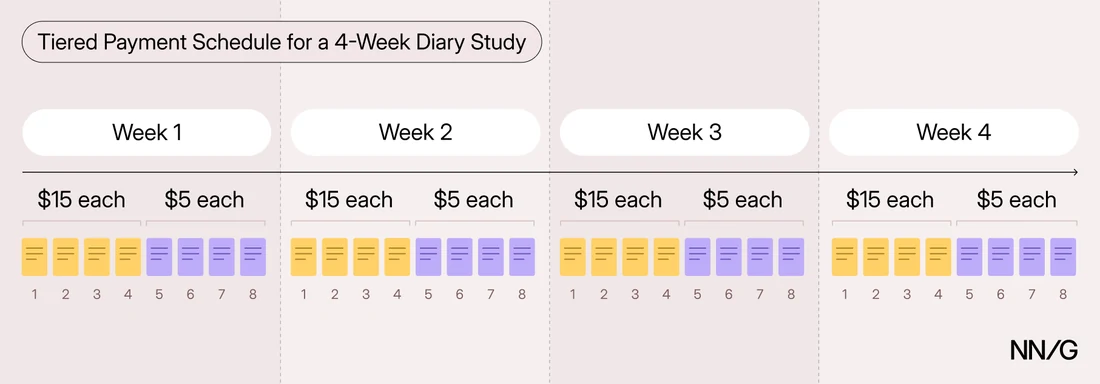 Tiered Payment Schedule for a 4-Week Diary Study
Week 1 Week 2 Week 3 Week 4
$15 each $5 each $15 each $5 each $15 each $5 each $15 each $5 each
1 2 3 4 5 6 7 8 1 2 3 4 5 6 7 8 1 2 3 4 5 6 7 8 1 2 3 4 5 6 7 8
NN/G